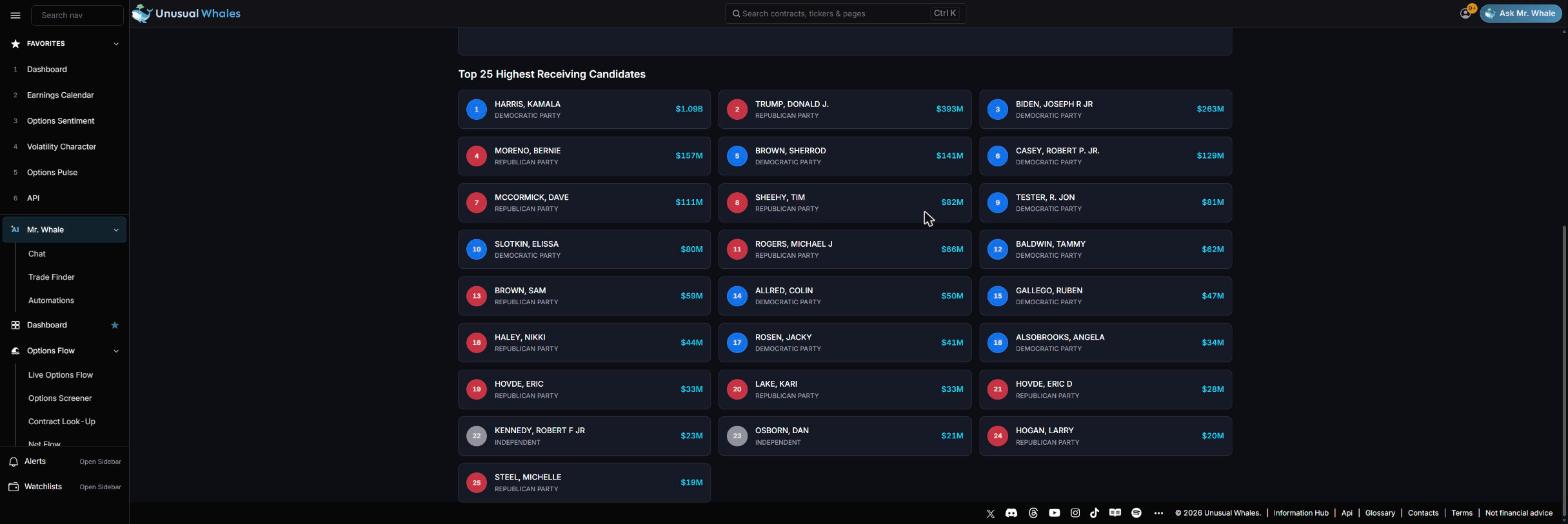 Search nav
Unusual Whales
Search contracts, tickers & pages
Ctrl K
9+
Ask Mr. Whale
FAVORITES
1 Dashboard
2 Earnings Calendar
3 Options Sentiment
4 Volatility Character
5 Options Pulse
6 API
AI Mr. Whale
Chat
Trade Finder
Automations
Dashboard
Options Flow
Live Options Flow
Options Screener
Contract Look-Up
Net Flow
Alerts Open Sidebar
Watchlists Open Sidebar
Top 25 Highest Receiving Candidates
1 HARRIS, KAMALA $1.09B
DEMOCRATIC PARTY
2 TRUMP, DONALD J. $393M
REPUBLICAN PARTY
3 BIDEN, JOSEPH R JR $263M
DEMOCRATIC PARTY
4 MORENO, BERNIE $157M
REPUBLICAN PARTY
5 BROWN, SHERROD $141M
DEMOCRATIC PARTY
6 CASEY, ROBERT P. JR. $129M
DEMOCRATIC PARTY
7 MCCORMICK, DAVE $111M
REPUBLICAN PARTY
8 SHEEHY, TIM $82M
REPUBLICAN PARTY
9 TESTER, R. JON $81M
DEMOCRATIC PARTY
10 SLOTKIN, ELISSA $80M
DEMOCRATIC PARTY
11 ROGERS, MICHAEL J $66M
REPUBLICAN PARTY
12 BALDWIN, TAMMY $62M
DEMOCRATIC PARTY
13 BROWN, SAM $59M
REPUBLICAN PARTY
14 ALLRED, COLIN $50M
DEMOCRATIC PARTY
15 GALLEGO, RUBEN $47M
DEMOCRATIC PARTY
16 HALEY, NIKKI $44M
REPUBLICAN PARTY
17 ROSEN, JACKY $41M
DEMOCRATIC PARTY
18 ALSOBROOKS, ANGELA $34M
DEMOCRATIC PARTY
19 HOVDE, ERIC $33M
REPUBLICAN PARTY
20 LAKE, KARI $33M
REPUBLICAN PARTY
21 HOVDE, ERIC D $28M
REPUBLICAN PARTY
22 KENNEDY, ROBERT F JR $23M
INDEPENDENT
23 OSBORN, DAN $21M
INDEPENDENT
24 HOGAN, LARRY $20M
REPUBLICAN PARTY
25 STEEL, MICHELLE $19M
REPUBLICAN PARTY
© 2026 Unusual Whales. | Information Hub | Api | Glossary | Contacts | Terms | Not financial advice